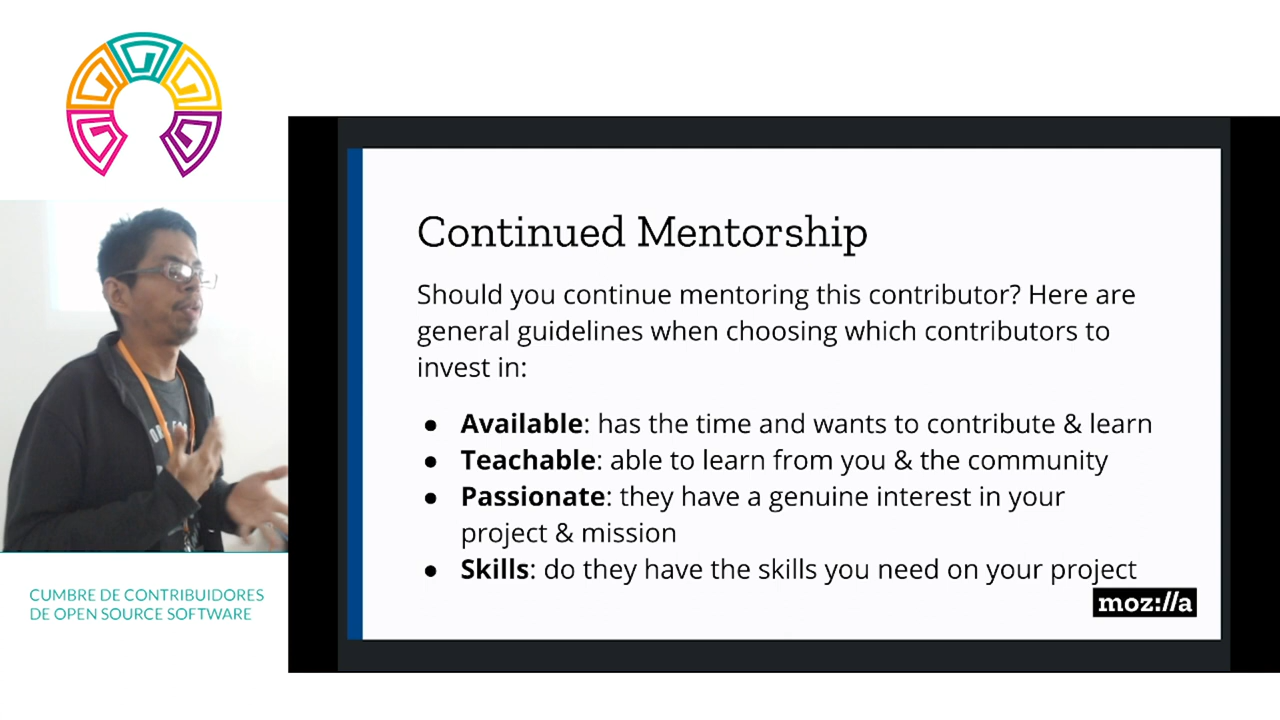 Continued Mentorship
Should you continue mentoring this contributor? Here are
general guidelines when choosing which contributors to
invest in:
● Available: has the time and wants to contribute & learn
● Teachable: able to learn from you & the community
● Passionate: they have a genuine interest in your
project & mission
● Skills: do they have the skills you need on your project
moz://a
CUMBRE DE CONTRIBUIDORES
DE OPEN SOURCE SOFTWARE